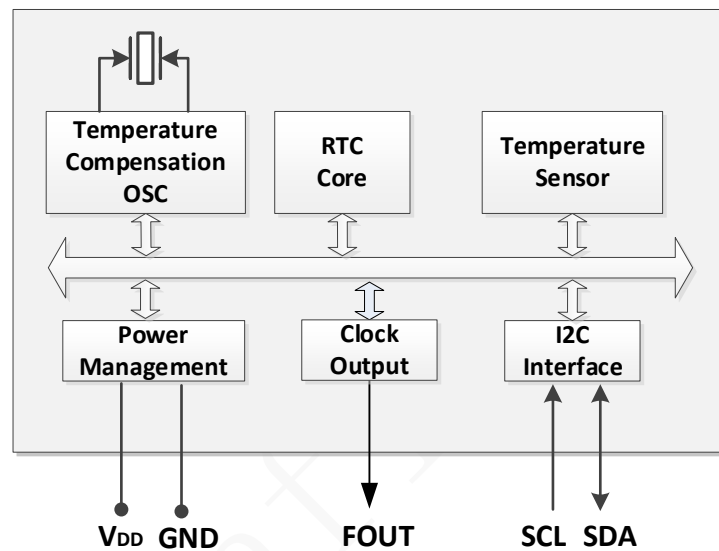 Temperature
Compensation
OSC
RTC
Core
Temperature
Sensor
Power
Management
Clock
Output
I2C
Interface
VDD GND FOUT SCL SDA